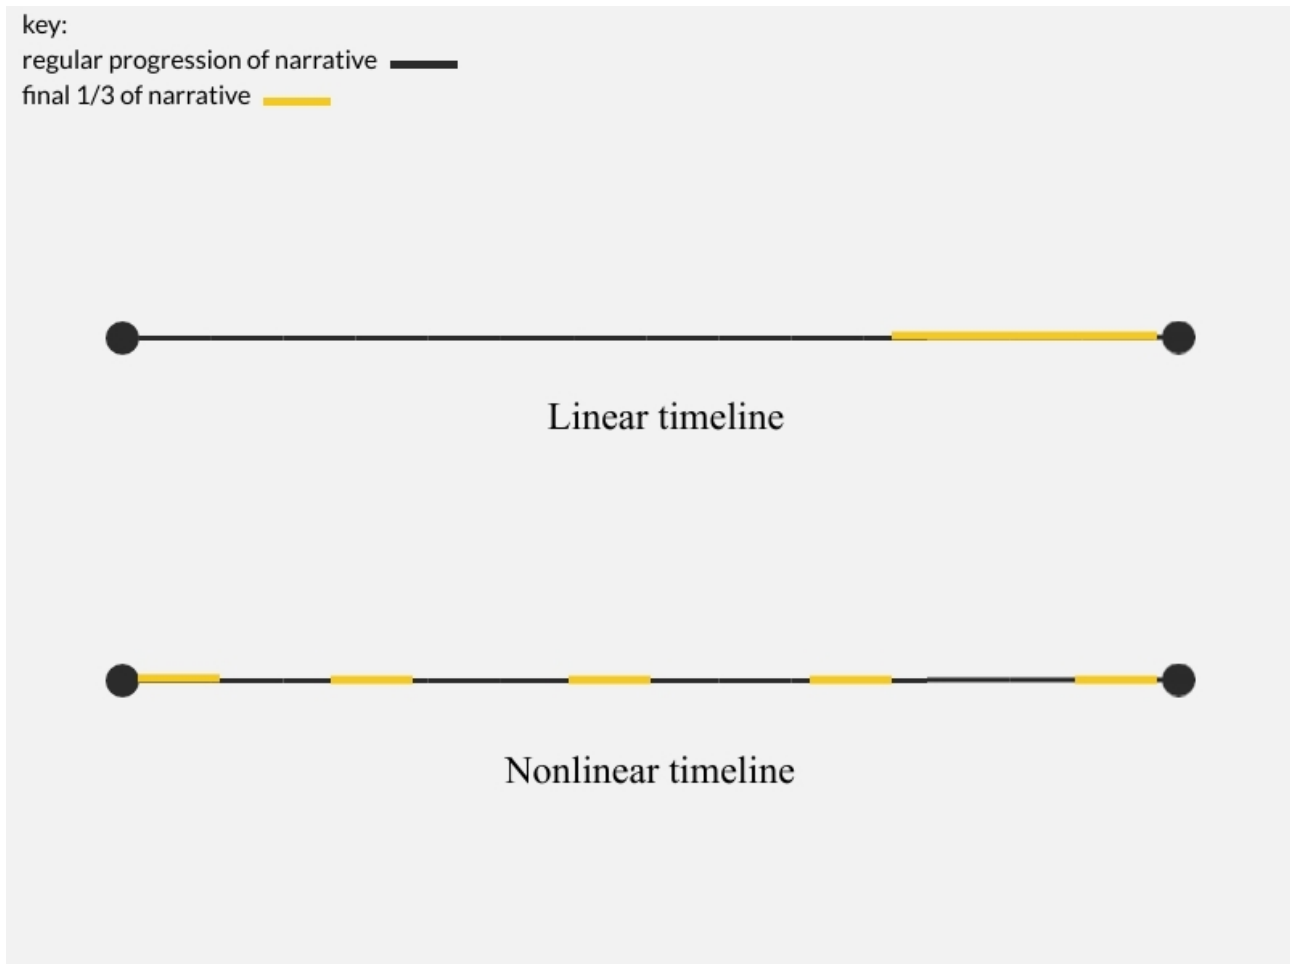 key:
regular progression of narrative
final 1/3 of narrative
Linear timeline
Nonlinear timeline